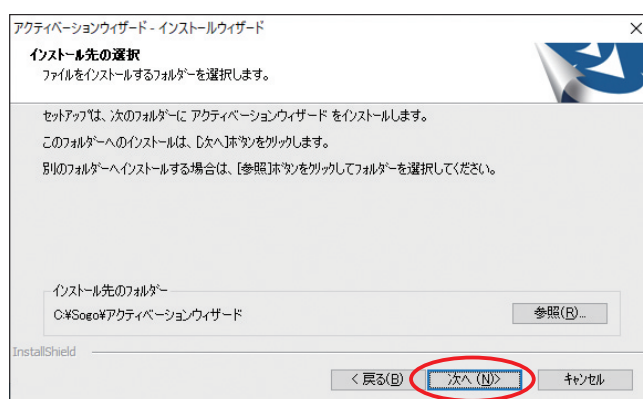 アクティベーションウィザード - インストールウィザード
インストール先の選択
ファイルをインストールするフォルダーを選択します。
セットアップは、次のフォルダーに アクティベーションウィザード をインストールします。
このフォルダーへのインストールは、[次へ]ボタンをクリックします。
別のフォルダーへインストールする場合は、[参照]ボタンをクリックしてフォルダーを選択してください。
インストール先のフォルダー
C:¥Sogo¥アクティベーションウィザード
参照(R)...
InstallShield
< 戻る(B)
次へ (N)>
キャンセル